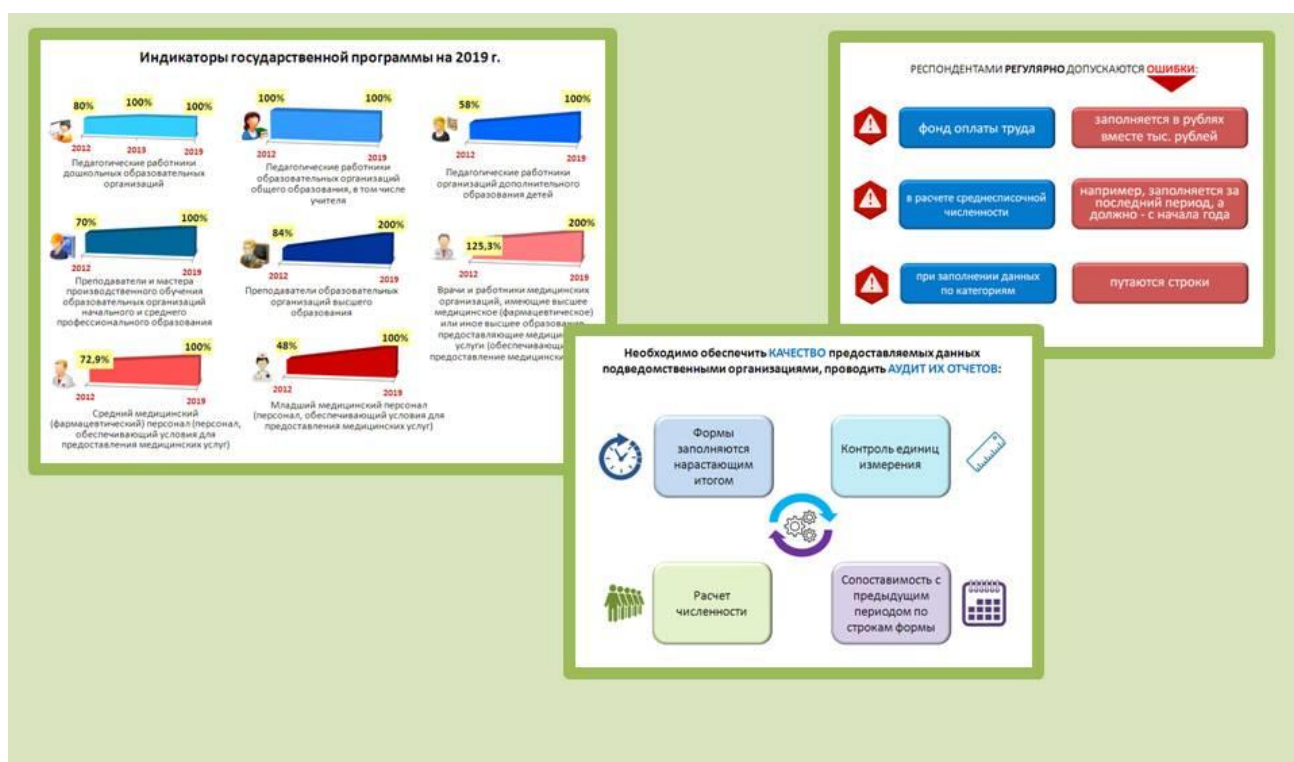 Индикаторы государственной программы на 2019 г.
80% 100% 100%
2012 2013 2019
Педагогические работники
дошкольных образовательных
организаций
100% 100%
2012 2019
Педагогические работники
образовательных организаций
общего образования, в том числе
учителя
58% 100%
2012 2019
Педагогические работники
организаций дополнительного
образования детей
70% 100%
2012 2019
Преподаватели и мастера
производственного обучения
образовательных организаций
начального и среднего
профессионального образования
84% 200%
2012 2019
Преподаватели образовательных
организаций высшего
образования
125,3% 200%
2012 2019
Врачи и работники медицинских
организаций, имеющие высшее
медицинское (фармацевтическое)
или иное высшее образование
предоставляющие
услуги (обеспечивающи
предоставление
72,9% 100%
2012 2019
Средний медицинский
(фармацевтический) персонал (персонал,
обеспечивающий условия для
предоставления медицинских услуг)
48% 100%
2012 2019
Младший медицинский персонал
(персонал, обеспечивающий условия для
предоставления медицинских услуг)
РЕСПОНДЕНТАМИ РЕГУЛЯРНО ДОПУСКАЮТСЯ ОШИБКИ:
фонд оплаты труда
заполняется в рублях
вместе тыс. рублей
в расчете среднесписочной
численности
например, заполняется за
последний период, а
должно - с начала года
при заполнении данных
по категориям
путаются строки
Необходимо обеспечить КАЧЕСТВО предоставляемых данных
подведомственными организациями, проводить АУДИТ ИХ ОТЧЕТОВ:
Формы
заполняются
нарастающим
итогом
Контроль единиц
измерения
Расчет
численности
Сопоставимость с
предыдущим
периодом по
строкам формы